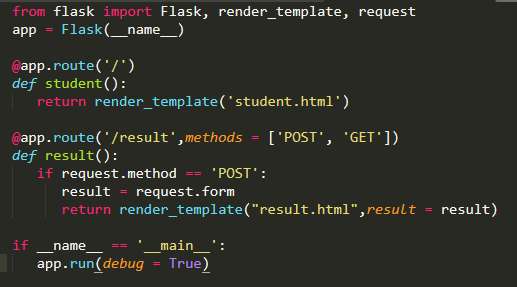 from flask import Flask, render_template, request
app = Flask(__name__)
@app.route('/')
def student():
return render_template('student.html')
@app.route('/result',methods = ['POST', 'GET'])
def result():
if request.method == 'POST':
result = request.form
return render_template("result.html",result = result)
if __name__ == '__main__':
app.run(debug = True)